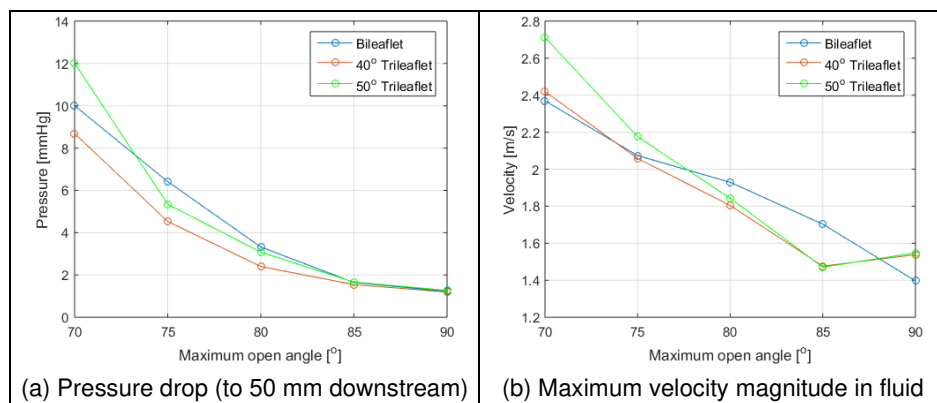 14
12
10
8
6
4
2
0
Pressure [mmHg]
70 75 80 85 90
Maximum open angle [°]
Bileaflet
40° Trileaflet
50° Trileaflet
(a) Pressure drop (to 50 mm downstream)
2.8
2.6
2.4
2.2
2
1.8
1.6
1.4
1.2
Velocity [m/s]
70 75 80 85 90
Maximum open angle [°]
Bileaflet
40° Trileaflet
50° Trileaflet
(b) Maximum velocity magnitude in fluid